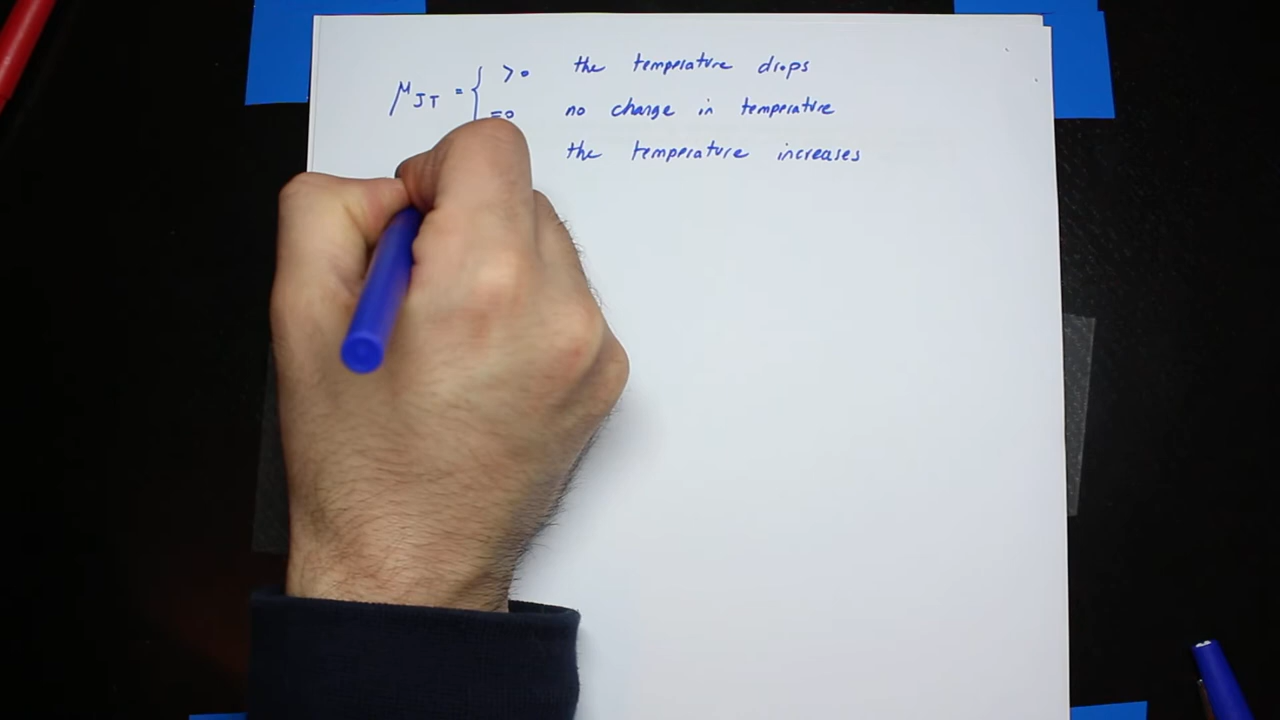 μJT = { >0 the temperature drops
=0 no change in temperature
the temperature increases